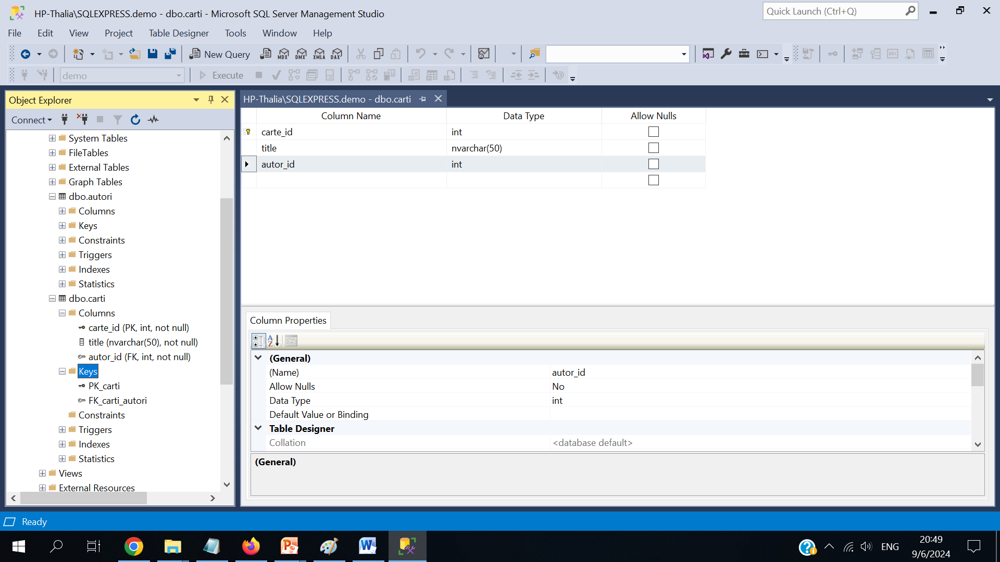 HP-Thalia\SQLEXPRESS.demo - dbo.carti - Microsoft SQL Server Management Studio
Quick Launch (Ctrl+Q)
File Edit View Project Table Designer Tools Window Help
New Query MDX DMX XMLA DAX
demo Execute
Object Explorer
Connect
System Tables
FileTables
External Tables
Graph Tables
dbo.autori
Columns
Keys
Constraints
Triggers
Indexes
Statistics
dbo.carti
Columns
carte_id (PK, int, not null)
title (nvarchar(50), not null)
autor_id (FK, int, not null)
Keys
PK_carti
FK_carti_autori
Constraints
Triggers
Indexes
Statistics
Views
External Resources
HP-Thalia\SQLEXPRESS.demo - dbo.carti
Column Name Data Type Allow Nulls
carte_id int
title nvarchar(50)
autor_id int
Column Properties
(General)
(Name) autor_id
Allow Nulls No
Data Type int
Default Value or Binding
Table Designer
Collation <database default>
(General)
Ready
ENG
20:49
9/6/2024